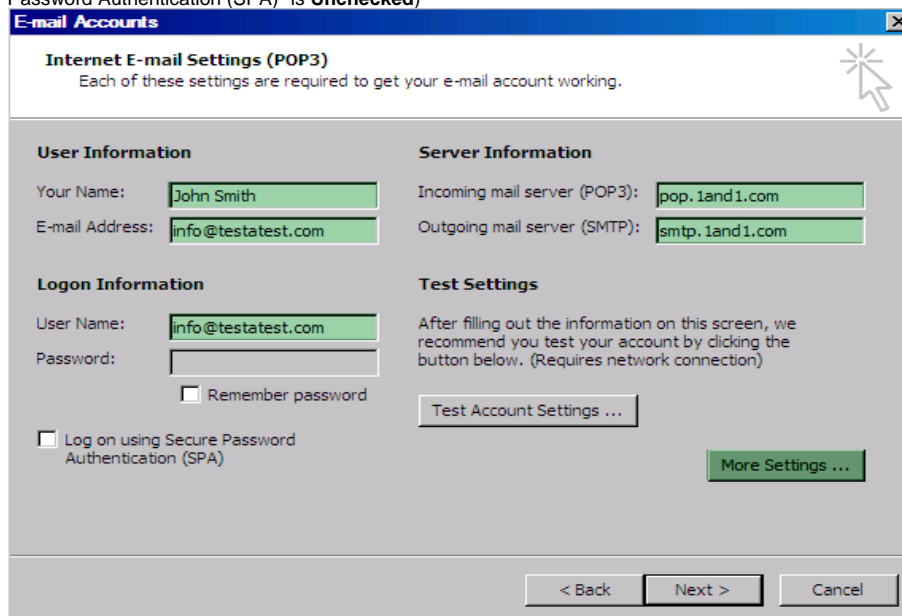 Password Authentication (SPA)" is Unchecked)
E-mail Accounts
Internet E-mail Settings (POP3)
Each of these settings are required to get your e-mail account working.
User Information
Your Name: John Smith
E-mail Address: info@testatest.com
Server Information
Incoming mail server (POP3): pop.1and1.com
Outgoing mail server (SMTP): smtp.1and1.com
Logon Information
User Name: info@testatest.com
Password:
Remember password
Log on using Secure Password
Authentication (SPA)
Test Settings
After filling out the information on this screen, we
recommend you test your account by clicking the
button below. (Requires network connection)
Test Account Settings ...
More Settings ...
< Back
Next >
Cancel